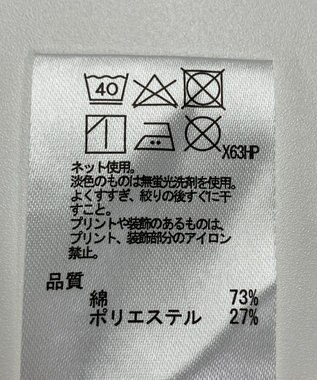 40
X63HP
ネット使用。
淡色のものは無蛍光洗剤を使用。
よくすすぎ、絞りの後すぐに干
すこと。
プリントや装飾のあるものは、
プリント、装飾部分のアイロン
禁止。
品質
綿 73%
ポリエステル 27%